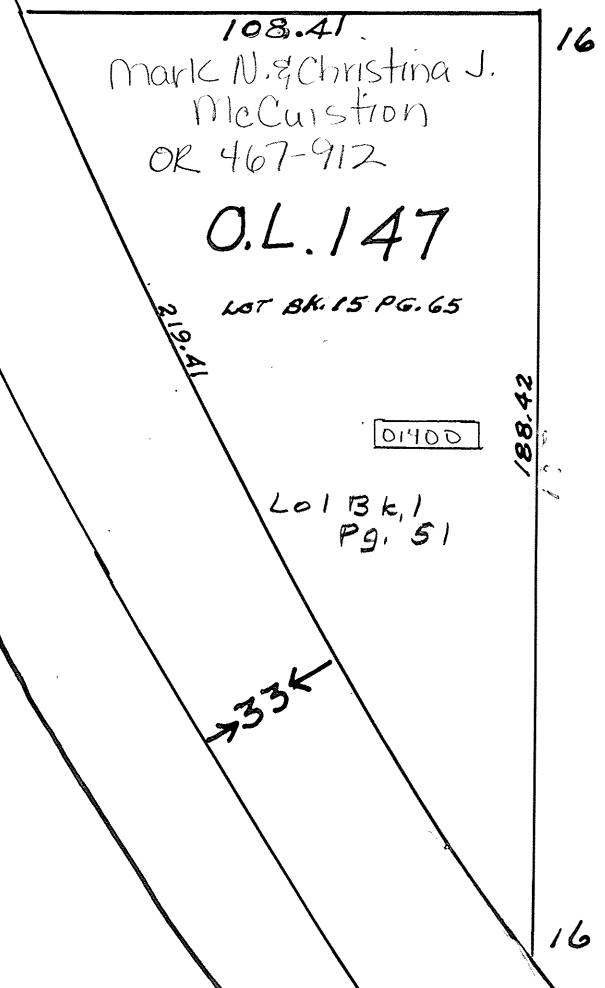 108.41
16
Mark N. & Christina J.
McCuistion
OR 467-912
O.L. 147
LOT BK. 15 PG. 65
219.41
188.42
01400
Lot Bk, 1
Pg. 51
33
16